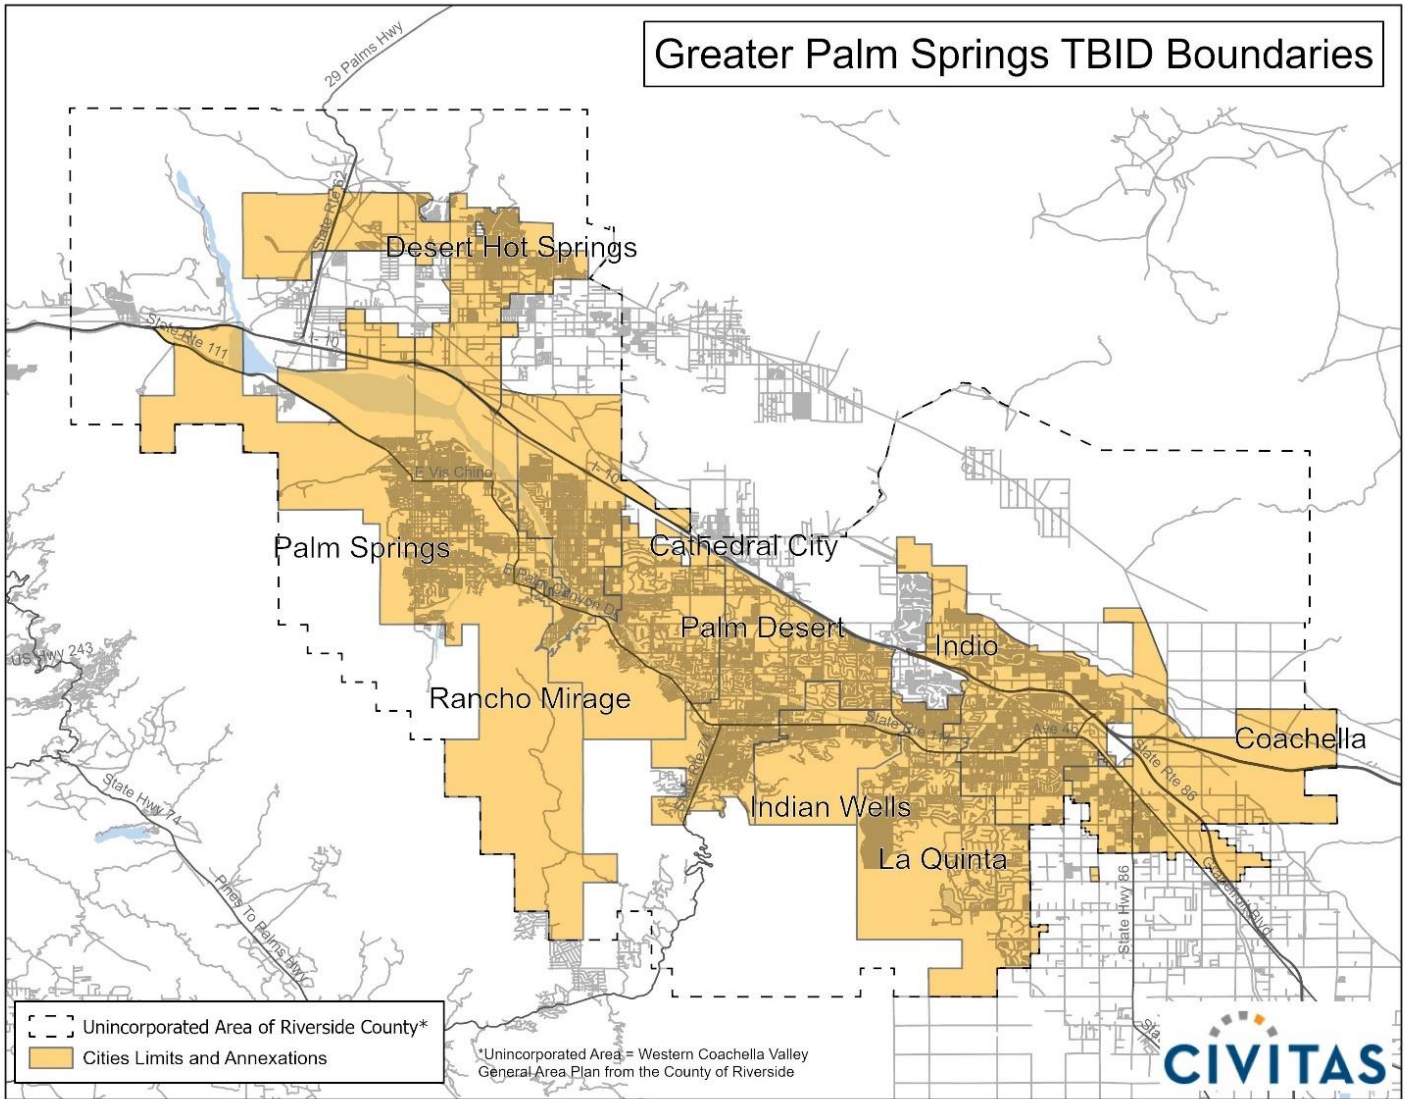 Greater Palm Springs TBID Boundaries
29 Palms Hwy
State Rte 62
Desert Hot Springs
State Rte 111
I- 10
E Vis Chino
I- 10
Palm Springs
Cathedral City
E Palm Canyon Dr
Palm Desert
Indio
US Hwy 243
Rancho Mirage
State Rte 111
Ave 48
Coachella
State Rte 86
State Hwy 74
Indian Wells
La Quinta
State Hwy 86
Grapefruit Blvd
Pines To Palms Hwy
Unincorporated Area of Riverside County*
Cities Limits and Annexations
*Unincorporated Area = Western Coachella Valley
General Area Plan from the County of Riverside
CIVITAS